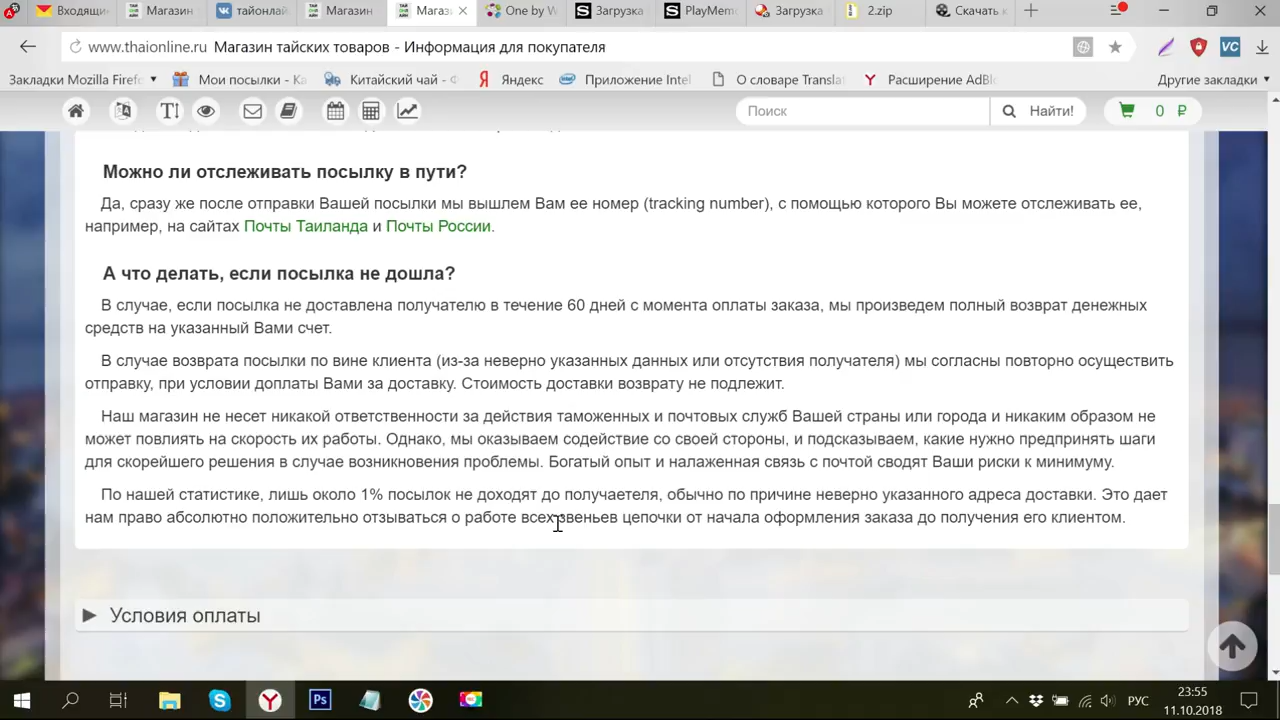 Входящи
Магазин
тайонлай
Магазин
Магаз
One by W
Загрузка
PlayMem
Загрузка
2.zip
Скачать к
www.thaionline.ru Магазин тайских товаров - Информация для покупателя
Закладки Mozilla Firef
Мои посылки - Ка
Китайский чай - Ф
Яндекс
Приложение Intel
О словаре Transla
Расширение AdBl
Другие закладки
Поиск
Найти!
0 ₽
Можно ли отслеживать посылку в пути?
Да, сразу же после отправки Вашей посылки мы вышлем Вам ее номер (tracking number), с помощью которого Вы можете отслеживать ее,
например, на сайтах Почты Таиланда и Почты России.
А что делать, если посылка не дошла?
В случае, если посылка не доставлена получателю в течение 60 дней с момента оплаты заказа, мы произведем полный возврат денежных
средств на указанный Вами счет.
В случае возврата посылки по вине клиента (из-за неверно указанных данных или отсутствия получателя) мы согласны повторно осуществить
отправку, при условии доплаты Вами за доставку. Стоимость доставки возврату не подлежит.
Наш магазин не несет никакой ответственности за действия таможенных и почтовых служб Вашей страны или города и никаким образом не
может повлиять на скорость их работы. Однако, мы оказываем содействие со своей стороны, и подсказываем, какие нужно предпринять шаги
для скорейшего решения в случае возникновения проблемы. Богатый опыт и налаженная связь с почтой сводят Ваши риски к минимуму.
По нашей статистике, лишь около 1% посылок не доходят до получаетеля, обычно по причине неверно указанного адреса доставки. Это дает
нам право абсолютно положительно отзываться о работе всех звеньев цепочки от начала оформления заказа до получения его клиентом.
Условия оплаты
РУС
23:55
11.10.2018